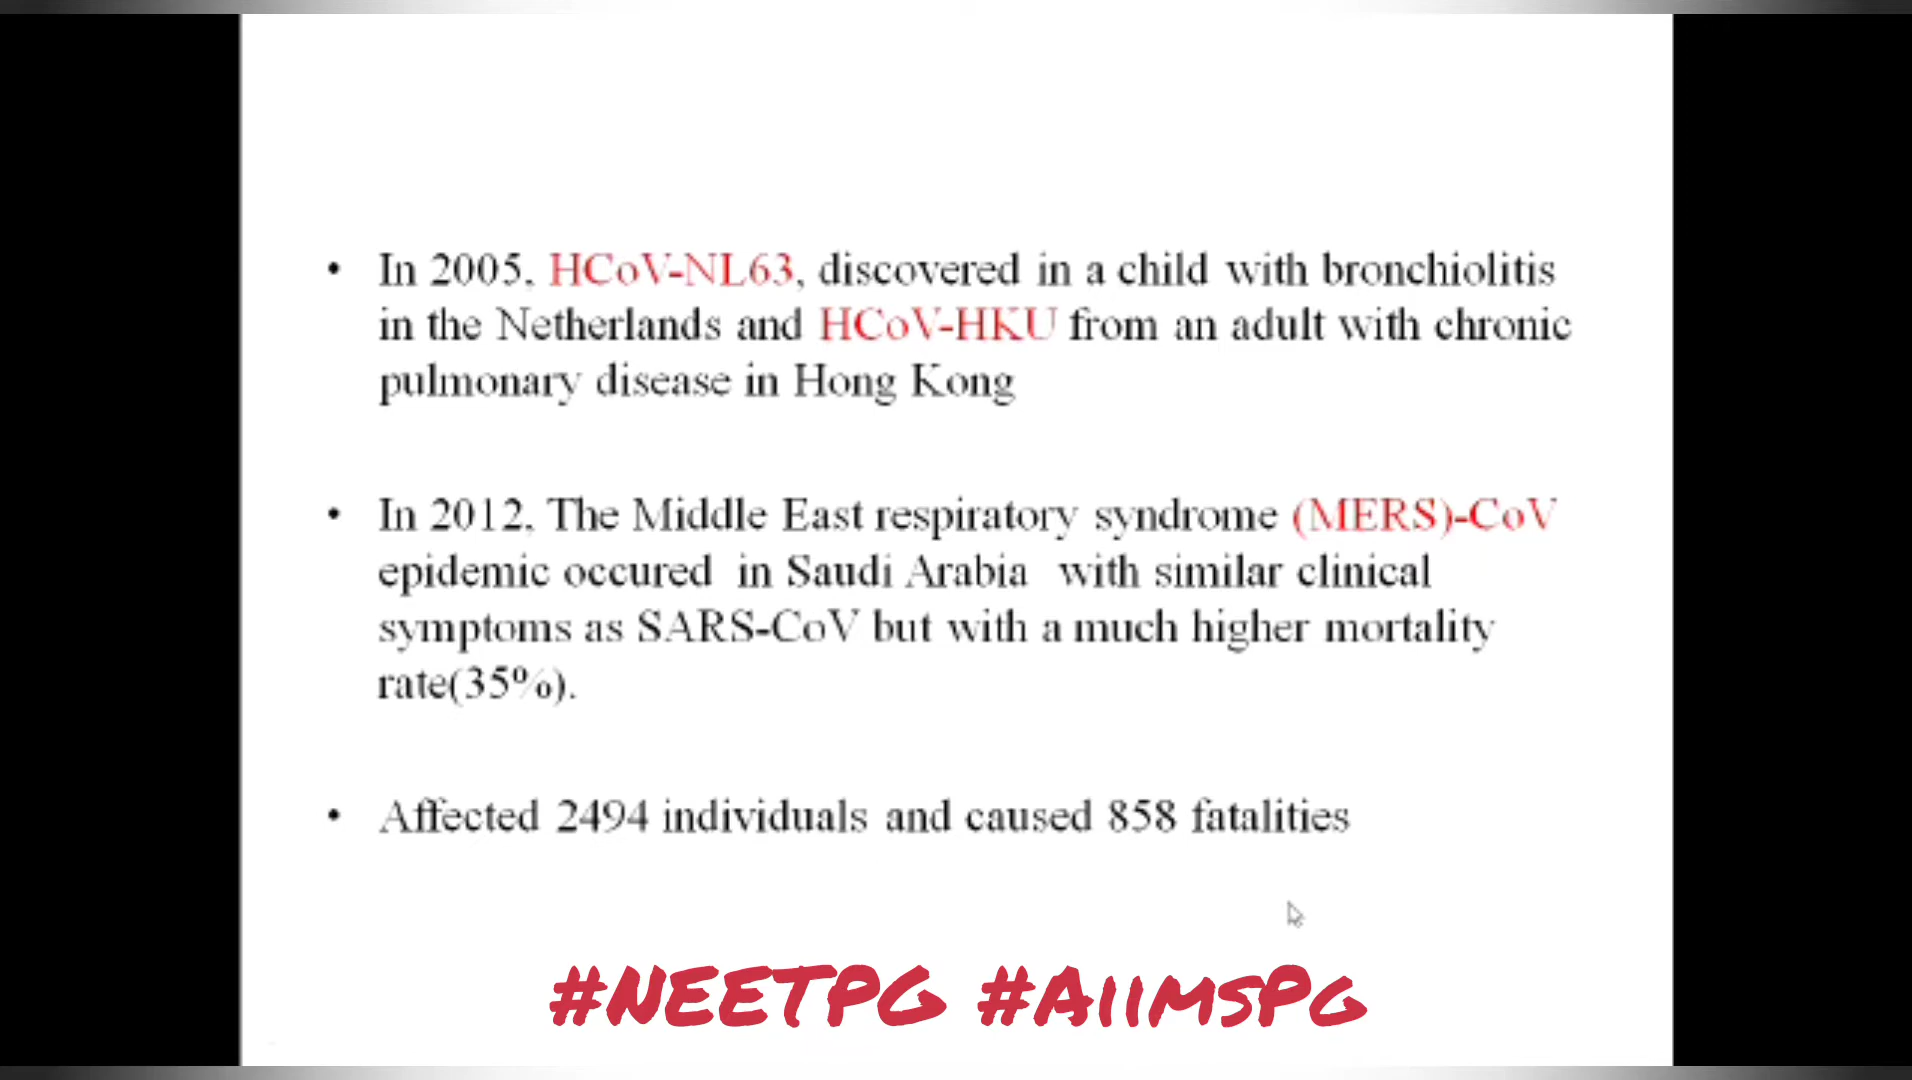 • In 2005, HCoV-NL63, discovered in a child with bronchiolitis
in the Netherlands and HCoV-HKU from an adult with chronic
pulmonary disease in Hong Kong
• In 2012, The Middle East respiratory syndrome (MERS)-CoV
epidemic occured in Saudi Arabia with similar clinical
symptoms as SARS-CoV but with a much higher mortality
rate(35%).
• Affected 2494 individuals and caused 858 fatalities
#NEETPG #AIIMSPG